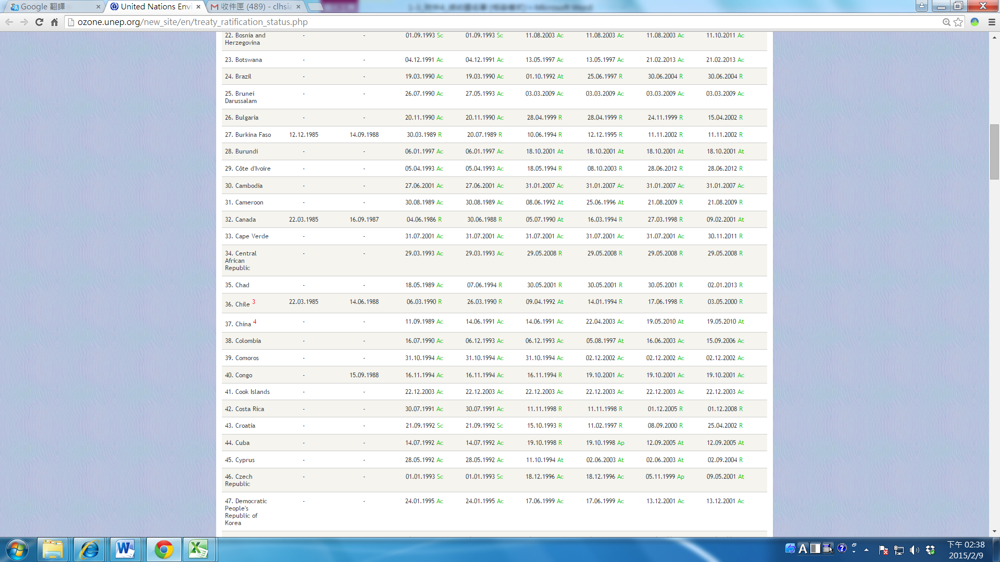 Google 翻譯
United Nations Envi
收件匣 (489) - clhsia
ozone.unep.org/new_site/en/treaty_ratification_status.php
22. Bosnia and Herzegovina - - 01.09.1993 Sc 01.09.1993 Sc 11.08.2003 Ac 11.08.2003 Ac 11.08.2003 Ac 11.10.2011 Ac
23. Botswana - - 04.12.1991 Ac 04.12.1991 Ac 13.05.1997 Ac 13.05.1997 Ac 21.02.2013 Ac 21.02.2013 Ac
24. Brazil - - 19.03.1990 Ac 19.03.1990 Ac 01.10.1992 At 25.06.1997 R 30.06.2004 R 30.06.2004 R
25. Brunei Darussalam - - 26.07.1990 Ac 27.05.1993 Ac 03.03.2009 Ac 03.03.2009 Ac 03.03.2009 Ac 03.03.2009 Ac
26. Bulgaria - - 20.11.1990 Ac 20.11.1990 Ac 28.04.1999 R 28.04.1999 R 24.11.1999 R 15.04.2002 R
27. Burkina Faso 12.12.1985 14.09.1988 30.03.1989 R 20.07.1989 R 10.06.1994 R 12.12.1995 R 11.11.2002 R 11.11.2002 R
28. Burundi - - 06.01.1997 Ac 06.01.1997 Ac 18.10.2001 At 18.10.2001 At 18.10.2001 At 18.10.2001 At
29. Côte d'Ivoire - - 05.04.1993 Ac 05.04.1993 Ac 18.05.1994 R 08.10.2003 R 28.06.2012 R 28.06.2012 R
30. Cambodia - - 27.06.2001 Ac 27.06.2001 Ac 31.01.2007 Ac 31.01.2007 Ac 31.01.2007 Ac 31.01.2007 Ac
31. Cameroon - - 30.08.1989 Ac 30.08.1989 Ac 08.06.1992 At 25.06.1996 At 21.08.2009 R 21.08.2009 R
32. Canada 22.03.1985 16.09.1987 04.06.1986 R 30.06.1988 R 05.07.1990 At 16.03.1994 R 27.03.1998 R 09.02.2001 At
33. Cape Verde - - 31.07.2001 Ac 31.07.2001 Ac 31.07.2001 Ac 31.07.2001 Ac 31.07.2001 Ac 30.11.2011 R
34. Central African Republic - - 29.03.1993 Ac 29.03.1993 Ac 29.05.2008 R 29.05.2008 R 29.05.2008 R 29.05.2008 R
35. Chad - - 18.05.1989 Ac 07.06.1994 R 30.05.2001 R 30.05.2001 R 30.05.2001 R 02.01.2013 R
36. Chile 3 22.03.1985 14.06.1988 06.03.1990 R 26.03.1990 R 09.04.1992 At 14.01.1994 R 17.06.1998 R 03.05.2000 R
37. China 4 - - 11.09.1989 Ac 14.06.1991 Ac 14.06.1991 Ac 22.04.2003 Ac 19.05.2010 At 19.05.2010 At
38. Colombia - - 16.07.1990 Ac 06.12.1993 Ac 06.12.1993 Ac 05.08.1997 At 16.06.2003 Ac 15.09.2006 Ac
39. Comoros - - 31.10.1994 Ac 31.10.1994 Ac 31.10.1994 Ac 02.12.2002 Ac 02.12.2002 Ac 02.12.2002 Ac
40. Congo - 15.09.1988 16.11.1994 Ac 16.11.1994 Ac 16.11.1994 R 19.10.2001 Ac 19.10.2001 Ac 19.10.2001 Ac
41. Cook Islands - - 22.12.2003 Ac 22.12.2003 Ac 22.12.2003 Ac 22.12.2003 Ac 22.12.2003 Ac 22.12.2003 Ac
42. Costa Rica - - 30.07.1991 Ac 30.07.1991 Ac 11.11.1998 R 11.11.1998 R 01.12.2005 R 01.12.2008 R
43. Croatia - - 21.09.1992 Sc 21.09.1992 Sc 15.10.1993 R 11.02.1997 R 08.09.2000 R 25.04.2002 R
44. Cuba - - 14.07.1992 Ac 14.07.1992 Ac 19.10.1998 R 19.10.1998 Ap 12.09.2005 At 12.09.2005 At
45. Cyprus - - 28.05.1992 Ac 28.05.1992 Ac 11.10.1994 At 02.06.2003 At 02.06.2003 At 02.09.2004 R
46. Czech Republic - - 01.01.1993 Sc 01.01.1993 Sc 18.12.1996 Ac 18.12.1996 Ac 05.11.1999 Ap 09.05.2001 At
47. Democratic People's Republic of Korea - - 24.01.1995 Ac 24.01.1995 Ac 17.06.1999 Ac 17.06.1999 Ac 13.12.2001 Ac 13.12.2001 Ac
A
下午 02:38
2015/2/9